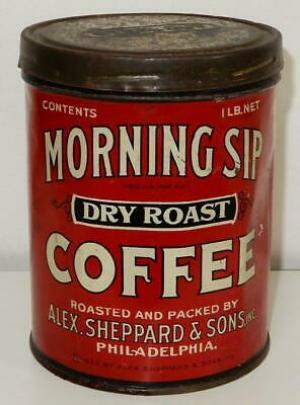 CONTENTS 1 LB. NET
MORNING SIP
DRY ROAST
COFFEE
ROASTED AND PACKED BY
ALEX. SHEPPARD & SONS, INC.
PHILADELPHIA.